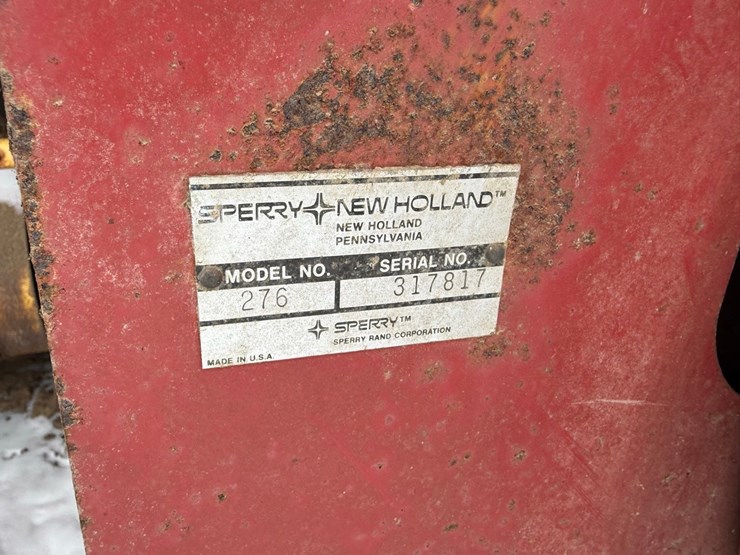 SPERRY NEW HOLLAND™
NEW HOLLAND
PENNSYLVANIA
MODEL NO. SERIAL NO.
276 317817
SPERRY™
SPERRY RAND CORPORATION
MADE IN U.S.A